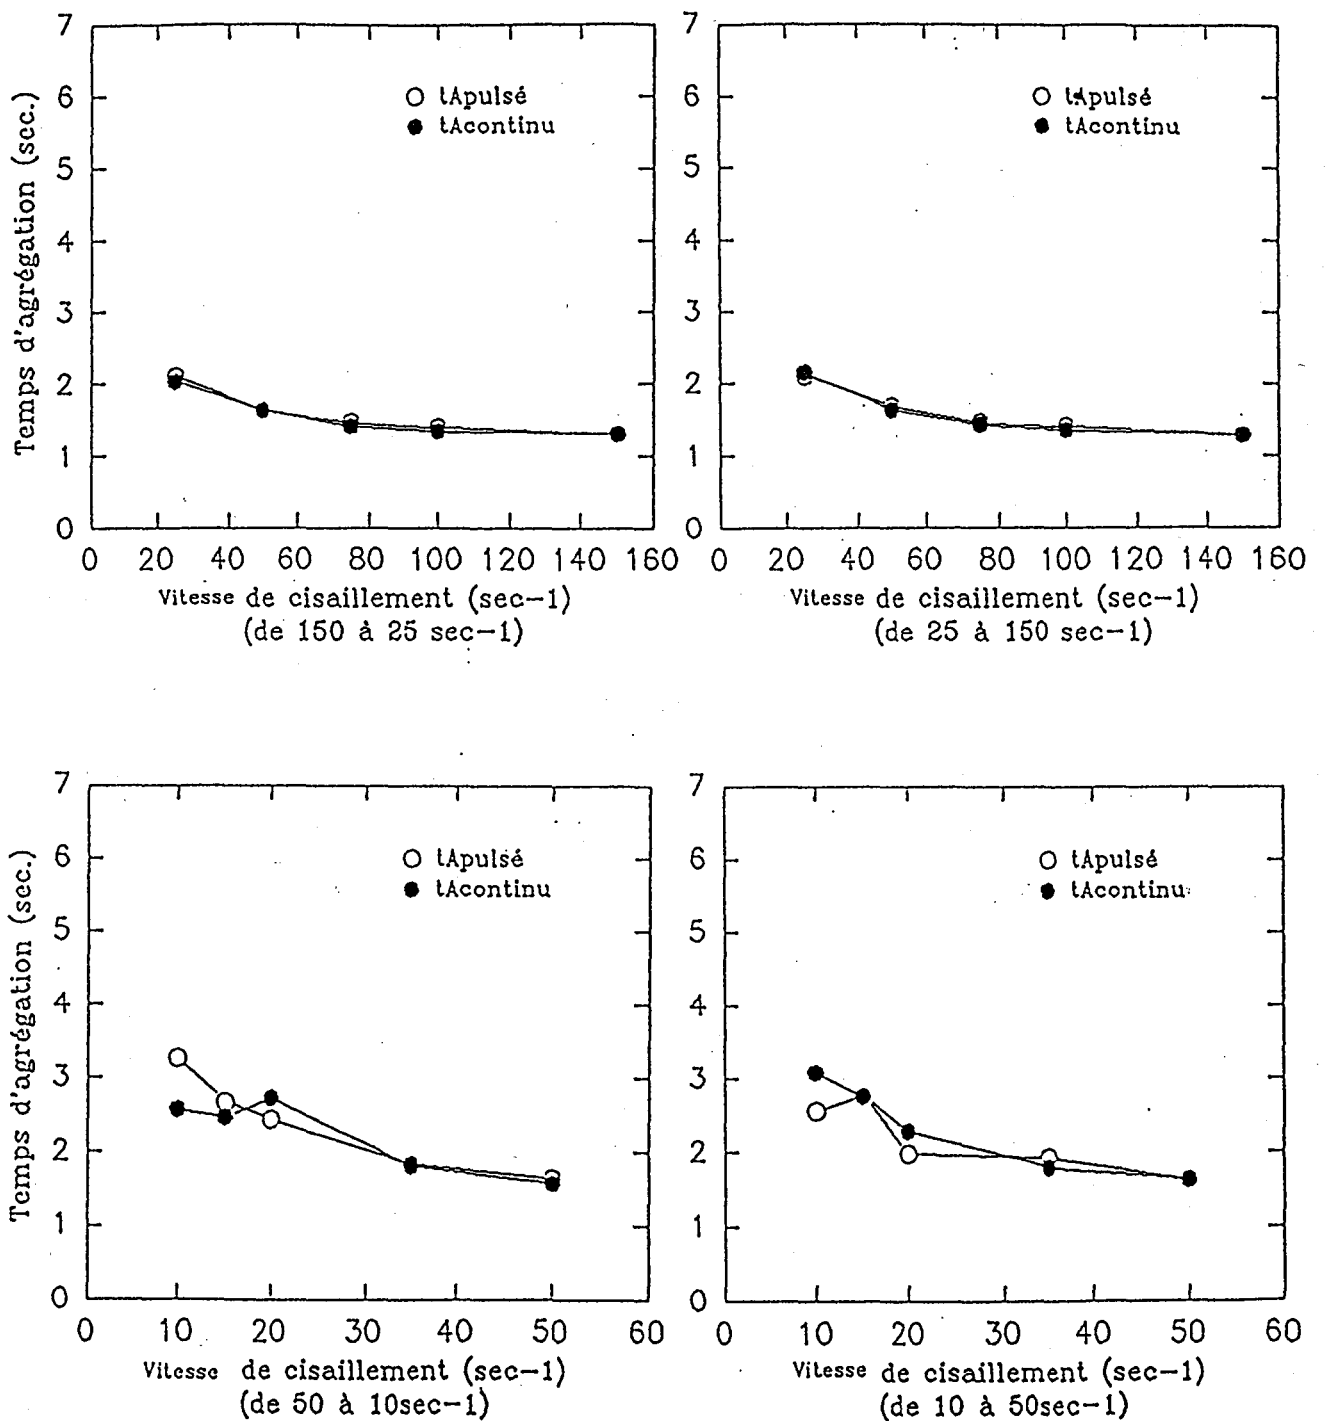 7
6
5
4
3
2
1
0
Temps d'agrégation (sec.)
tApulsé
tAcontinu
0 20 40 60 80 100 120 140 160
Vitesse de cisaillement (sec-1)
(de 150 à 25 sec-1)
7
6
5
4
3
2
1
0
tApulsé
tAcontinu
0 20 40 60 80 100 120 140 160
Vitesse de cisaillement (sec-1)
(de 25 à 150 sec-1)
7
6
5
4
3
2
1
0
Temps d'agrégation (sec.)
tApulsé
tAcontinu
0 10 20 30 40 50 60
Vitesse de cisaillement (sec-1)
(de 50 à 10sec-1)
7
6
5
4
3
2
1
0
tApulsé
tAcontinu
0 10 20 30 40 50 60
Vitesse de cisaillement (sec-1)
(de 10 à 50sec-1)